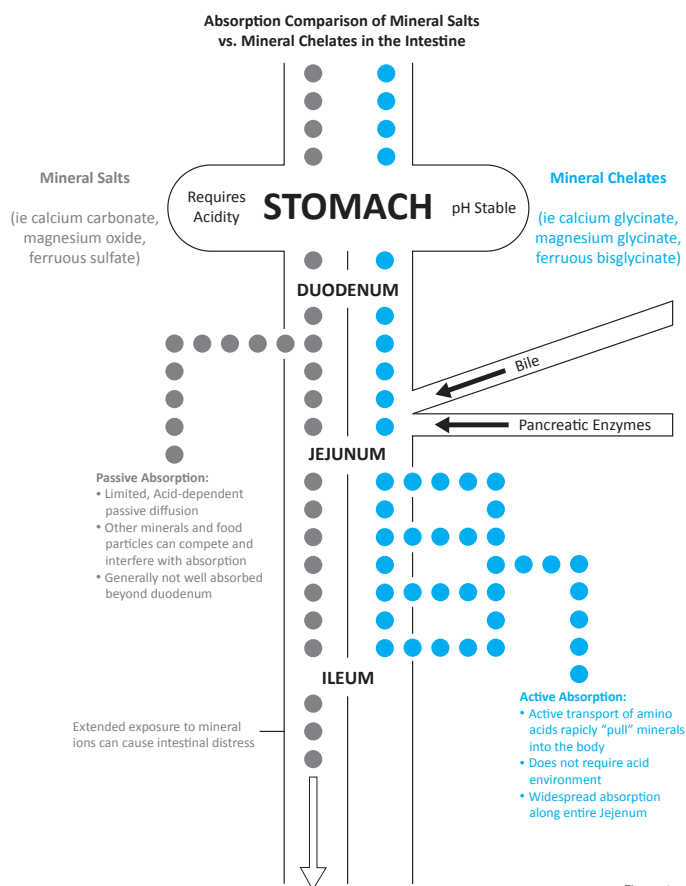 Absorption Comparison of Mineral Salts
vs. Mineral Chelates in the Intestine
Mineral Salts
(ie calcium carbonate,
magnesium oxide,
ferruous sulfate)
Requires
Acidity
STOMACH
pH Stable
Mineral Chelates
(ie calcium glycinate,
magnesium glycinate,
ferruous bisglycinate)
DUODENUM
Bile
Pancreatic Enzymes
JEJUNUM
Passive Absorption:
• Limited, Acid-dependent
passive diffusion
• Other minerals and food
particles can compete and
interfere with absorption
• Generally not well absorbed
beyond duodenum
ILEUM
Active Absorption:
• Active transport of amino
acids rapicly “pull” minerals
into the body
• Does not require acid
environment
• Widespread absorption
along entire Jejenum
Extended exposure to mineral
ions can cause intestinal distress